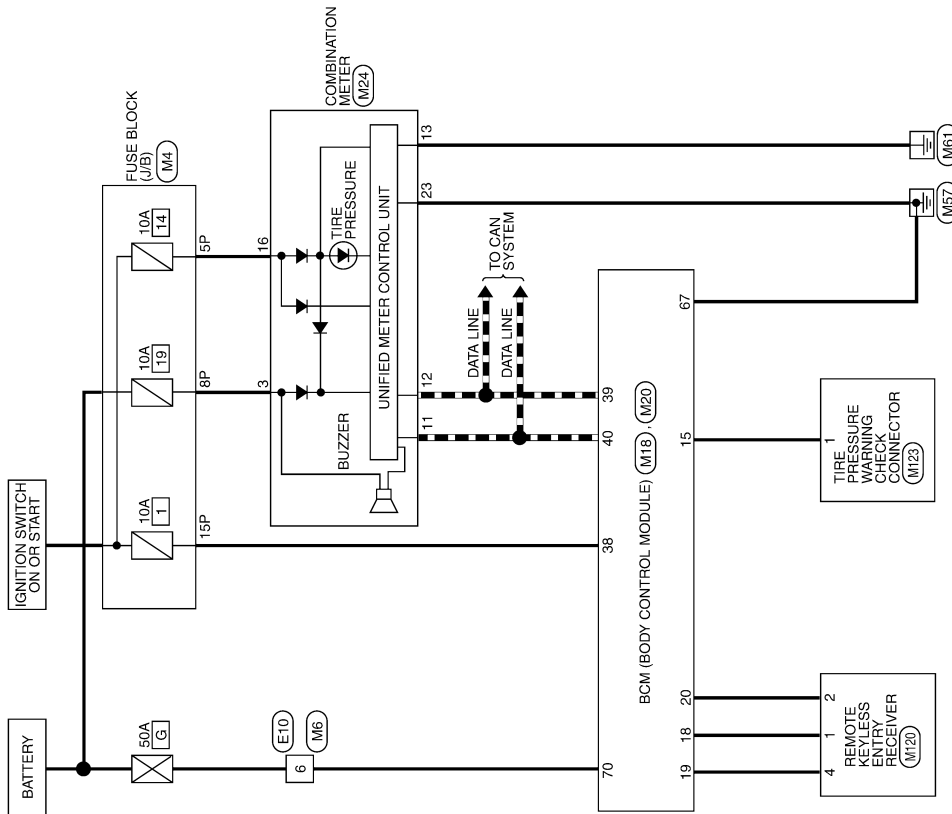 BATTERY
IGNITION SWITCH
ON OR START
50A
G
10A
1
10A
19
10A
14
FUSE BLOCK
(J/B)
M4
15P
8P
5P
E10
6
M6
3
16
COMBINATION
METER
M24
BUZZER
TIRE
PRESSURE
UNIFIED METER CONTROL UNIT
11
12
23
13
DATA LINE
DATA LINE
TO CAN
SYSTEM
70
38
40
39
BCM (BODY CONTROL MODULE) M18 , M20
67
19
18
20
15
4
1
2
REMOTE
KEYLESS
ENTRY
RECEIVER
M120
1
TIRE
PRESSURE
WARNING
CHECK
CONNECTOR
M123
M57
M61